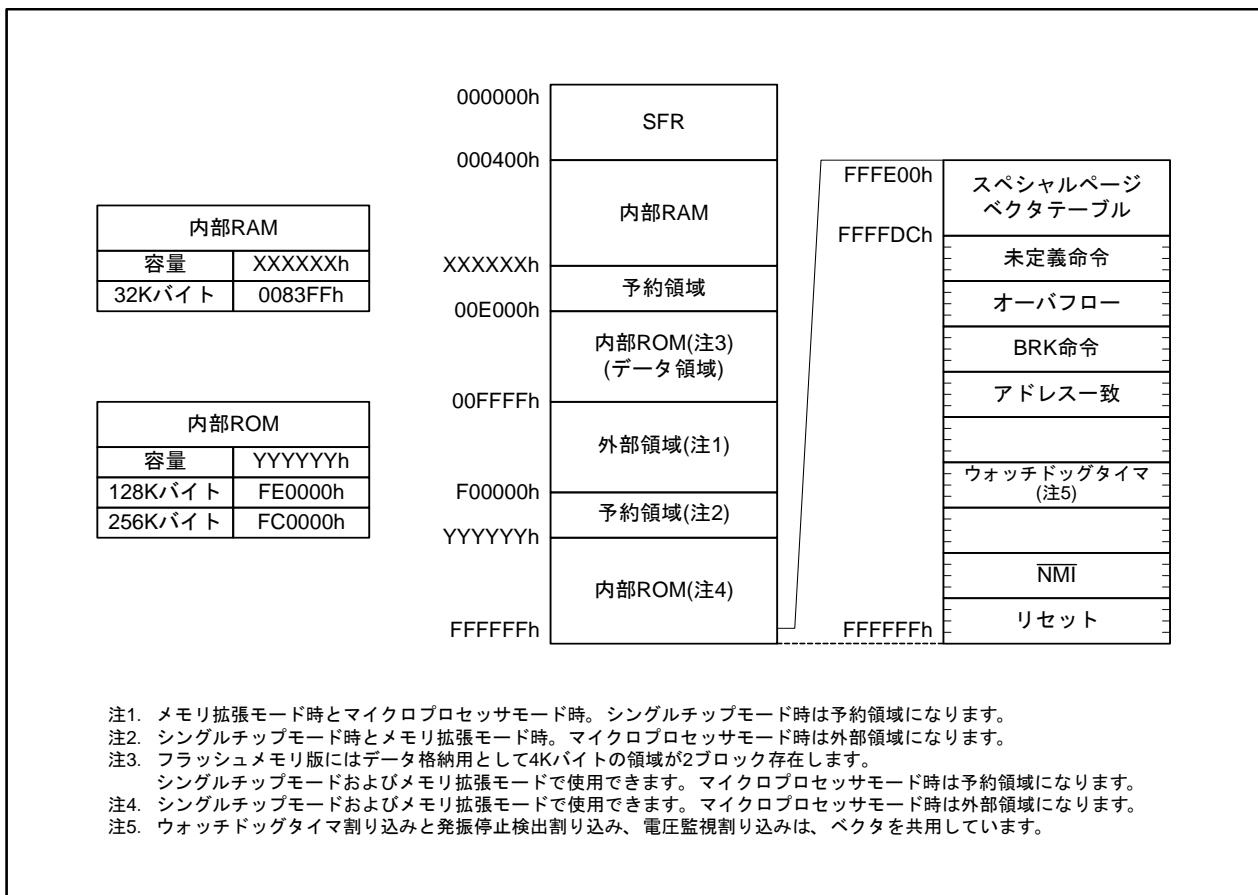 内部RAM
容量 XXXXXXh
32Kバイト 0083FFh
内部ROM
容量 YYYYYYh
128Kバイト FE0000h
256Kバイト FC0000h
000000h
SFR
000400h
内部RAM
XXXXXXh
予約領域
00E000h
内部ROM(注3)
(データ領域)
00FFFFh
外部領域(注1)
F00000h
予約領域(注2)
YYYYYYh
内部ROM(注4)
FFFFFFh
FFFE00h
スペシャルページ
ベクタテーブル
FFFFDCh
未定義命令
オーバフロー
BRK命令
アドレス一致
ウォッチドッグタイマ
(注5)
NMI
リセット
FFFFFFh
注1. メモリ拡張モード時とマイクロプロセッサモード時。シングルチップモード時は予約領域になります。
注2. シングルチップモード時とメモリ拡張モード時。マイクロプロセッサモード時は外部領域になります。
注3. フラッシュメモリ版にはデータ格納用として4Kバイトの領域が2ブロック存在します。
シングルチップモードおよびメモリ拡張モードで使用できます。マイクロプロセッサモード時は予約領域になります。
注4. シングルチップモードおよびメモリ拡張モードで使用できます。マイクロプロセッサモード時は外部領域になります。
注5. ウォッチドッグタイマ割り込みと発振停止検出割り込み、電圧監視割り込みは、ベクタを共用しています。